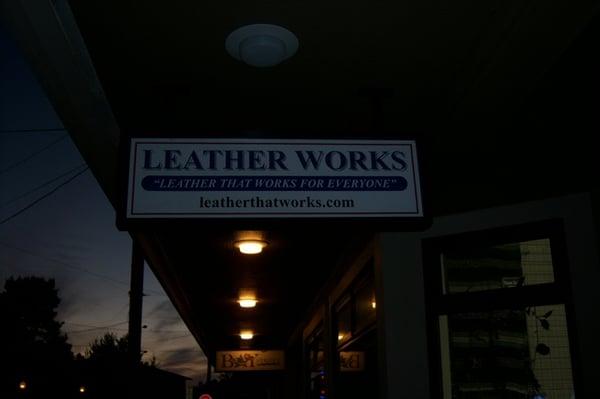 LEATHER WORKS
"LEATHER THAT WORKS FOR EVERYONE"
leatherthatworks.com